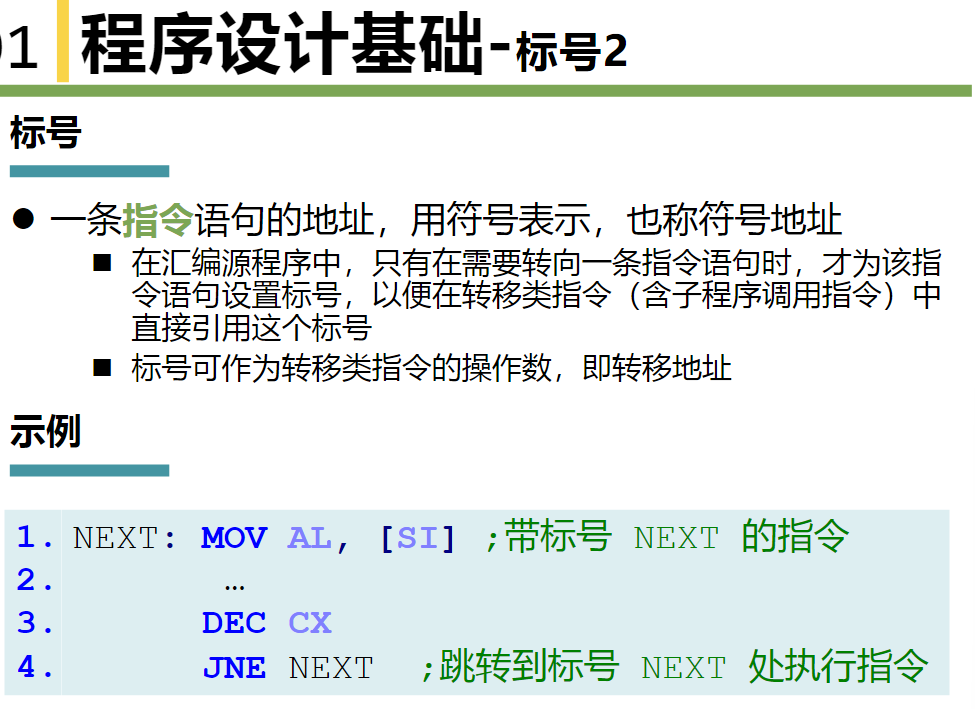 01 程序设计基础-标号2
标号
● 一条指令语句的地址，用符号表示，也称符号地址
■ 在汇编源程序中，只有在需要转向一条指令语句时，才为该指
令语句设置标号，以便在转移类指令（含子程序调用指令）中
直接引用这个标号
■ 标号可作为转移类指令的操作数，即转移地址
示例
1. NEXT: MOV AL, [SI] ;带标号 NEXT 的指令
2. …
3. DEC CX
4. JNE NEXT ;跳转到标号 NEXT 处执行指令